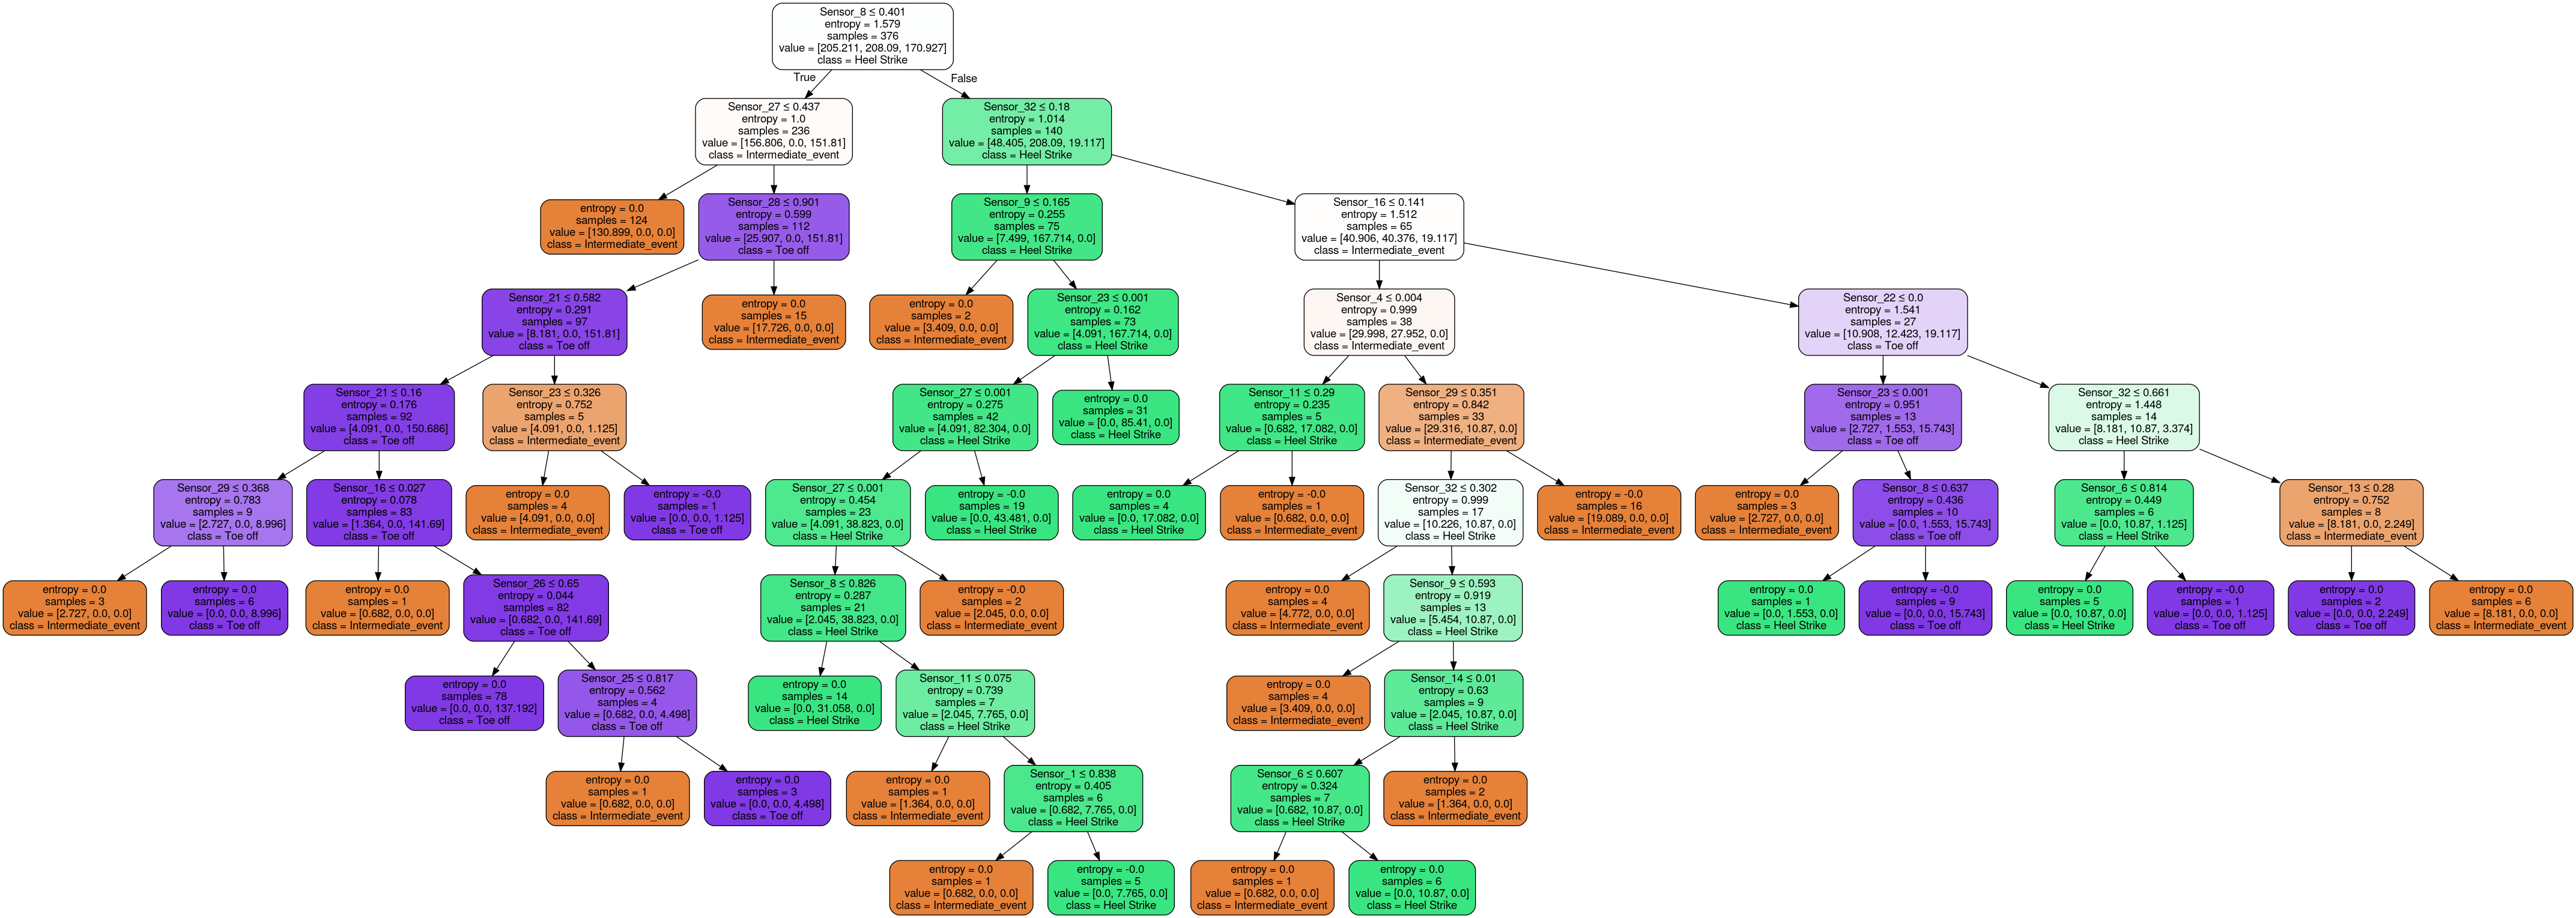 Sensor_8 ≤ 0.401
entropy = 1.579
samples = 376
value = [205.211, 208.09, 170.927]
class = Heel Strike
True
False
Sensor_27 ≤ 0.437
entropy = 1.0
samples = 236
value = [156.806, 0.0, 151.81]
class = Intermediate_event
Sensor_32 ≤ 0.18
entropy = 1.014
samples = 140
value = [48.405, 208.09, 19.117]
class = Heel Strike
entropy = 0.0
samples = 124
value = [130.899, 0.0, 0.0]
class = Intermediate_event
Sensor_28 ≤ 0.901
entropy = 0.599
samples = 112
value = [25.907, 0.0, 151.81]
class = Toe off
Sensor_9 ≤ 0.165
entropy = 0.255
samples = 75
value = [7.499, 167.714, 0.0]
class = Heel Strike
Sensor_16 ≤ 0.141
entropy = 1.512
samples = 65
value = [40.906, 40.376, 19.117]
class = Intermediate_event
Sensor_21 ≤ 0.582
entropy = 0.291
samples = 97
value = [8.181, 0.0, 151.81]
class = Toe off
entropy = 0.0
samples = 15
value = [17.726, 0.0, 0.0]
class = Intermediate_event
entropy = 0.0
samples = 2
value = [3.409, 0.0, 0.0]
class = Intermediate_event
Sensor_23 ≤ 0.001
entropy = 0.162
samples = 73
value = [4.091, 167.714, 0.0]
class = Heel Strike
Sensor_4 ≤ 0.004
entropy = 0.999
samples = 38
value = [29.998, 27.952, 0.0]
class = Intermediate_event
Sensor_22 ≤ 0.0
entropy = 1.541
samples = 27
value = [10.908, 12.423, 19.117]
class = Toe off
Sensor_21 ≤ 0.16
entropy = 0.176
samples = 92
value = [4.091, 0.0, 150.686]
class = Toe off
Sensor_23 ≤ 0.326
entropy = 0.752
samples = 5
value = [4.091, 0.0, 1.125]
class = Intermediate_event
Sensor_27 ≤ 0.001
entropy = 0.275
samples = 42
value = [4.091, 82.304, 0.0]
class = Heel Strike
entropy = 0.0
samples = 31
value = [0.0, 85.41, 0.0]
class = Heel Strike
Sensor_11 ≤ 0.29
entropy = 0.235
samples = 5
value = [0.682, 17.082, 0.0]
class = Heel Strike
Sensor_29 ≤ 0.351
entropy = 0.842
samples = 33
value = [29.316, 10.87, 0.0]
class = Intermediate_event
Sensor_23 ≤ 0.001
entropy = 0.951
samples = 13
value = [2.727, 1.553, 15.743]
class = Toe off
Sensor_32 ≤ 0.661
entropy = 1.448
samples = 14
value = [8.181, 10.87, 3.374]
class = Heel Strike
Sensor_29 ≤ 0.368
entropy = 0.783
samples = 9
value = [2.727, 0.0, 8.996]
class = Toe off
Sensor_16 ≤ 0.027
entropy = 0.078
samples = 83
value = [1.364, 0.0, 141.69]
class = Toe off
entropy = 0.0
samples = 4
value = [4.091, 0.0, 0.0]
class = Intermediate_event
entropy = -0.0
samples = 1
value = [0.0, 0.0, 1.125]
class = Toe off
Sensor_27 ≤ 0.001
entropy = 0.454
samples = 23
value = [4.091, 38.823, 0.0]
class = Heel Strike
entropy = -0.0
samples = 19
value = [0.0, 43.481, 0.0]
class = Heel Strike
entropy = 0.0
samples = 4
value = [0.0, 17.082, 0.0]
class = Heel Strike
entropy = -0.0
samples = 1
value = [0.682, 0.0, 0.0]
class = Intermediate_event
Sensor_32 ≤ 0.302
entropy = 0.999
samples = 17
value = [10.226, 10.87, 0.0]
class = Heel Strike
entropy = -0.0
samples = 16
value = [19.089, 0.0, 0.0]
class = Intermediate_event
entropy = 0.0
samples = 3
value = [2.727, 0.0, 0.0]
class = Intermediate_event
Sensor_8 ≤ 0.637
entropy = 0.436
samples = 10
value = [0.0, 1.553, 15.743]
class = Toe off
Sensor_6 ≤ 0.814
entropy = 0.449
samples = 6
value = [0.0, 10.87, 1.125]
class = Heel Strike
Sensor_13 ≤ 0.28
entropy = 0.752
samples = 8
value = [8.181, 0.0, 2.249]
class = Intermediate_event
entropy = 0.0
samples = 3
value = [2.727, 0.0, 0.0]
class = Intermediate_event
entropy = 0.0
samples = 6
value = [0.0, 0.0, 8.996]
class = Toe off
entropy = 0.0
samples = 1
value = [0.682, 0.0, 0.0]
class = Intermediate_event
Sensor_26 ≤ 0.65
entropy = 0.044
samples = 82
value = [0.682, 0.0, 141.69]
class = Toe off
Sensor_8 ≤ 0.826
entropy = 0.287
samples = 21
value = [2.045, 38.823, 0.0]
class = Heel Strike
entropy = -0.0
samples = 2
value = [2.045, 0.0, 0.0]
class = Intermediate_event
entropy = 0.0
samples = 4
value = [4.772, 0.0, 0.0]
class = Intermediate_event
Sensor_9 ≤ 0.593
entropy = 0.919
samples = 13
value = [5.454, 10.87, 0.0]
class = Heel Strike
entropy = 0.0
samples = 1
value = [0.0, 1.553, 0.0]
class = Heel Strike
entropy = -0.0
samples = 9
value = [0.0, 0.0, 15.743]
class = Toe off
entropy = 0.0
samples = 5
value = [0.0, 10.87, 0.0]
class = Heel Strike
entropy = -0.0
samples = 1
value = [0.0, 0.0, 1.125]
class = Toe off
entropy = 0.0
samples = 2
value = [0.0, 0.0, 2.249]
class = Toe off
entropy = 0.0
samples = 6
value = [8.181, 0.0, 0.0]
class = Intermediate_event
entropy = 0.0
samples = 78
value = [0.0, 0.0, 137.192]
class = Toe off
Sensor_25 ≤ 0.817
entropy = 0.562
samples = 4
value = [0.682, 0.0, 4.498]
class = Toe off
entropy = 0.0
samples = 14
value = [0.0, 31.058, 0.0]
class = Heel Strike
Sensor_11 ≤ 0.075
entropy = 0.739
samples = 7
value = [2.045, 7.765, 0.0]
class = Heel Strike
entropy = 0.0
samples = 4
value = [3.409, 0.0, 0.0]
class = Intermediate_event
Sensor_14 ≤ 0.01
entropy = 0.63
samples = 9
value = [2.045, 10.87, 0.0]
class = Heel Strike
entropy = 0.0
samples = 1
value = [0.682, 0.0, 0.0]
class = Intermediate_event
entropy = 0.0
samples = 3
value = [0.0, 0.0, 4.498]
class = Toe off
entropy = 0.0
samples = 1
value = [1.364, 0.0, 0.0]
class = Intermediate_event
Sensor_1 ≤ 0.838
entropy = 0.405
samples = 6
value = [0.682, 7.765, 0.0]
class = Heel Strike
Sensor_6 ≤ 0.607
entropy = 0.324
samples = 7
value = [0.682, 10.87, 0.0]
class = Heel Strike
entropy = 0.0
samples = 2
value = [1.364, 0.0, 0.0]
class = Intermediate_event
entropy = 0.0
samples = 1
value = [0.682, 0.0, 0.0]
class = Intermediate_event
entropy = -0.0
samples = 5
value = [0.0, 7.765, 0.0]
class = Heel Strike
entropy = 0.0
samples = 1
value = [0.682, 0.0, 0.0]
class = Intermediate_event
entropy = 0.0
samples = 6
value = [0.0, 10.87, 0.0]
class = Heel Strike